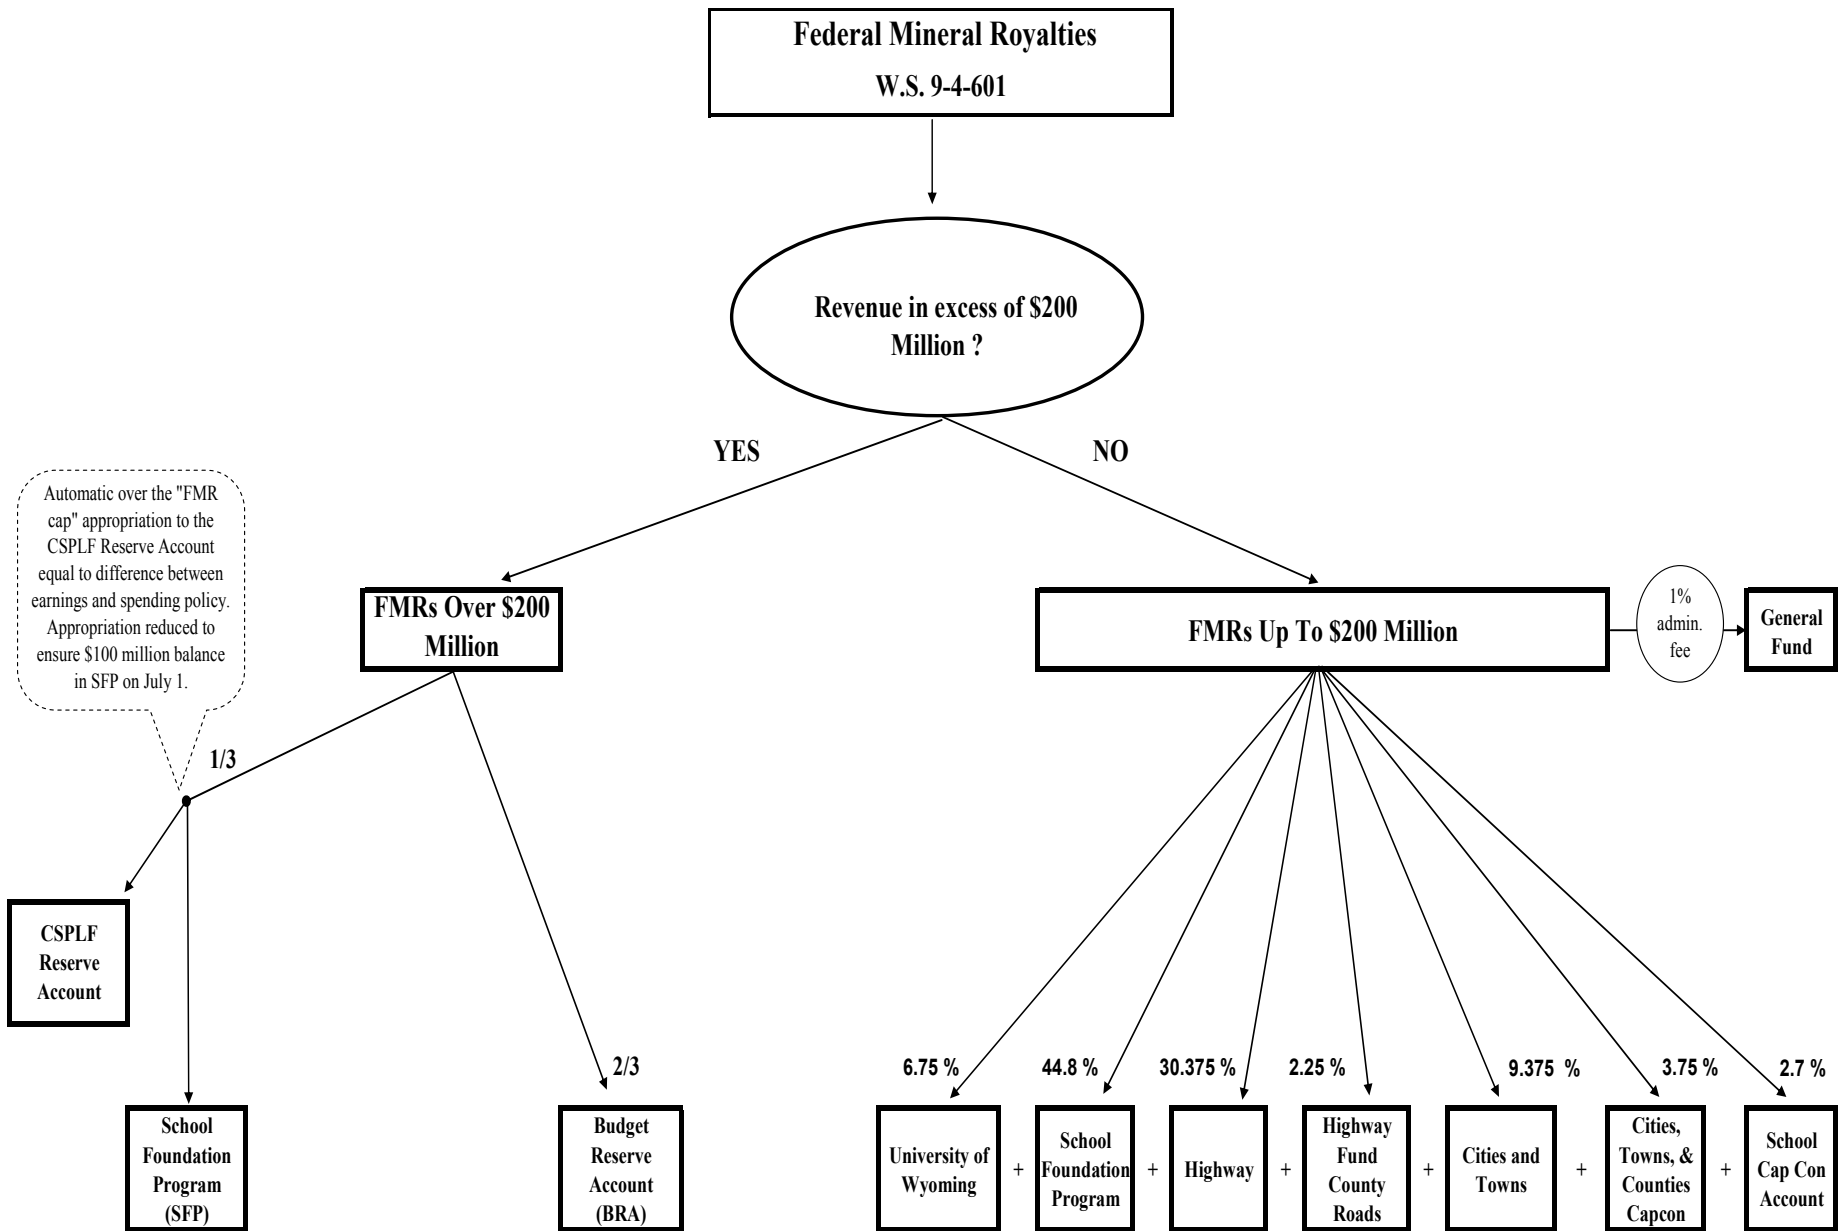 Federal Mineral Royalties
W.S. 9-4-601
Revenue in excess of $200
Million ?
YES
NO
Automatic over the "FMR
cap" appropriation to the
CSPLF Reserve Account
equal to difference between
earnings and spending policy.
Appropriation reduced to
ensure $100 million balance
in SFP on July 1.
FMRs Over $200
Million
FMRs Up To $200 Million
1%
admin.
fee
General
Fund
1/3
CSPLF
Reserve
Account
2/3
6.75 %
44.8 %
30.375 %
2.25 %
9.375 %
3.75 %
2.7 %
School
Foundation
Program
(SFP)
Budget
Reserve
Account
(BRA)
University of
Wyoming
+
School
Foundation
Program
+
Highway
+
Highway
Fund
County
Roads
+
Cities and
Towns
+
Cities,
Towns, &
Counties
Capcon
+
School
Cap Con
Account